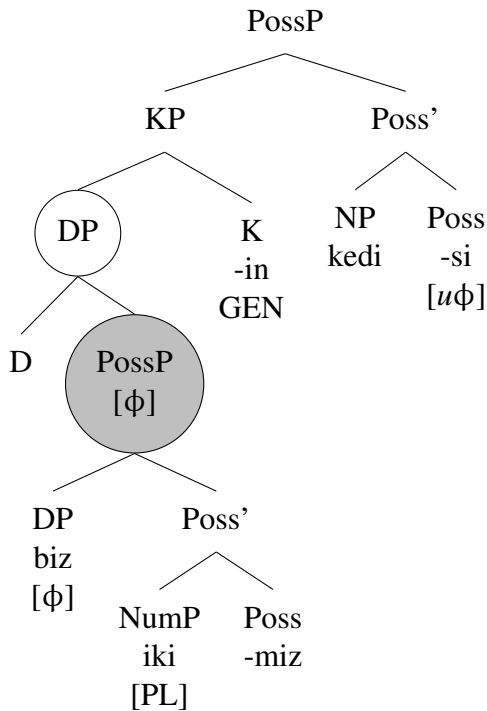 PossP
KP Poss'
DP K NP Poss
-in kedi -si
GEN [uϕ]
D PossP
[ϕ]
DP Poss'
biz
[ϕ]
NumP Poss
iki -miz
[PL]